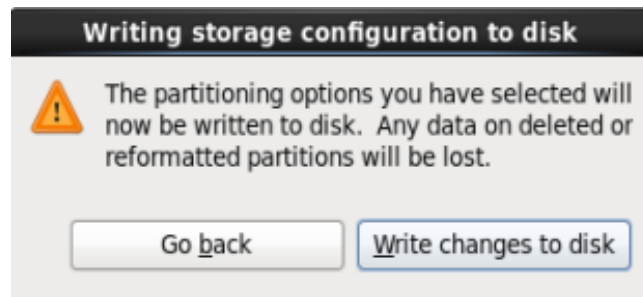 Writing storage configuration to disk
The partitioning options you have selected will
now be written to disk. Any data on deleted or
reformatted partitions will be lost.
Go back
Write changes to disk